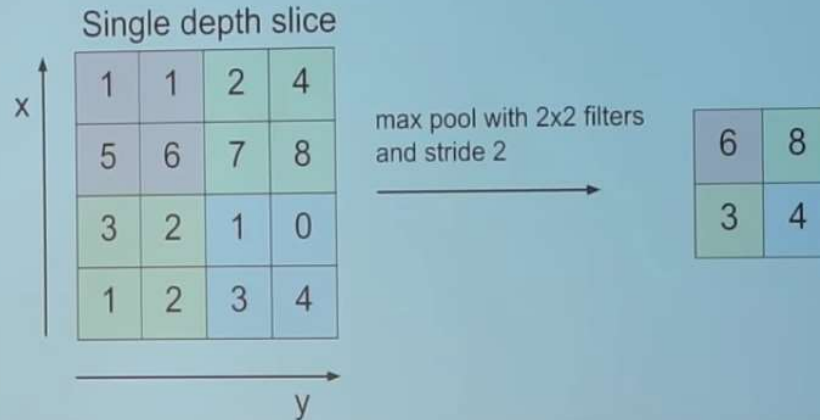 Single depth slice
x
1 1 2 4
5 6 7 8
3 2 1 0
1 2 3 4
y
max pool with 2x2 filters
and stride 2
6 8
3 4